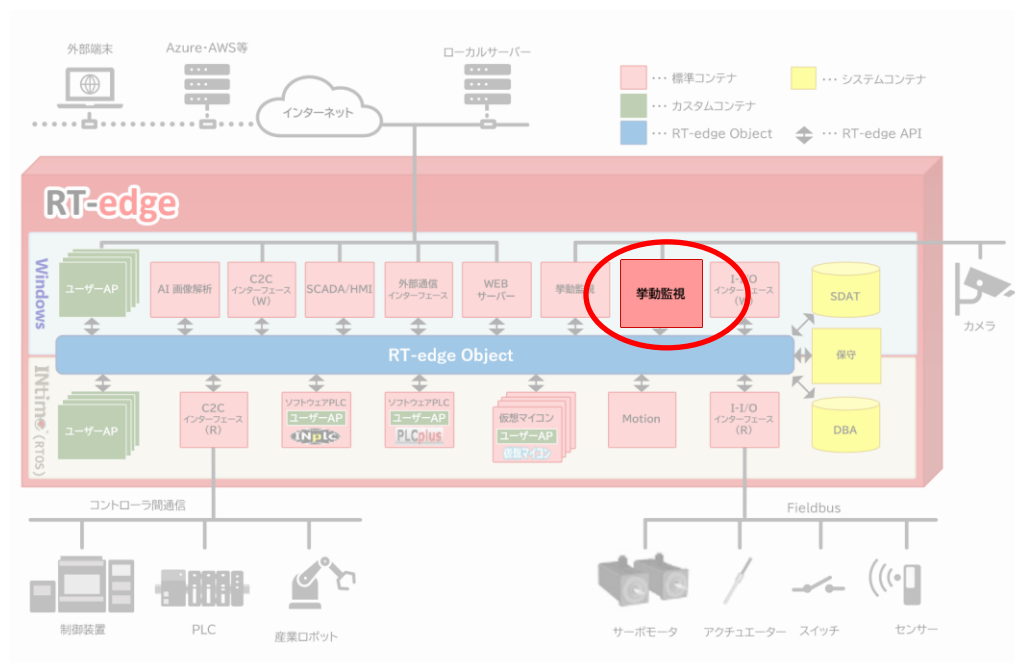 外部端末
Azure・AWS等
ローカルサーバー
インターネット
・・・ 標準コンテナ
・・・ システムコンテナ
・・・ カスタムコンテナ
・・・ RT-edge Object
・・・ RT-edge API
RT-edge
Windows
ユーザーAP
AI 画像解析
C2C
インターフェース
(W)
SCADA/HMI
外部通信
インターフェース
WEB
サーバー
挙動監視
挙動監視
I-I/O
インターフェース
(W)
SDAT
カメラ
RT-edge Object
保守
INtime (RTOS)
ユーザーAP
C2C
インターフェース
(R)
ソフトウェアPLC
ユーザーAP
INplc
ソフトウェアPLC
ユーザーAP
PLCplus
仮想マイコン
ユーザーAP
仮想マイコン
Motion
I-I/O
インターフェース
(R)
DBA
コントローラ間通信
Fieldbus
制御装置
PLC
産業ロボット
サーボモータ
アクチュエーター
スイッチ
センサー